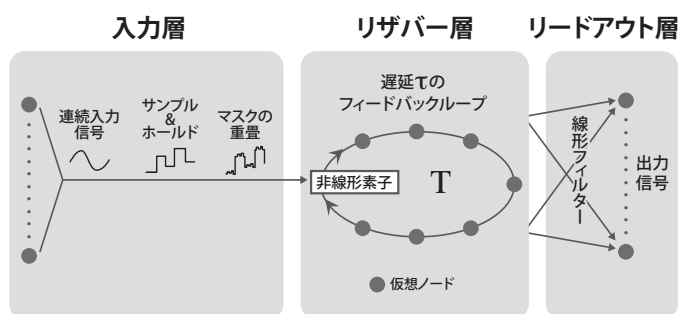 入力層
リザバー層
リードアウト層
連続入力
信号
サンプル
&
ホールド
マスクの
重畳
遅延τの
フィードバックループ
非線形素子
T
仮想ノード
線形フィルター
出力
信号